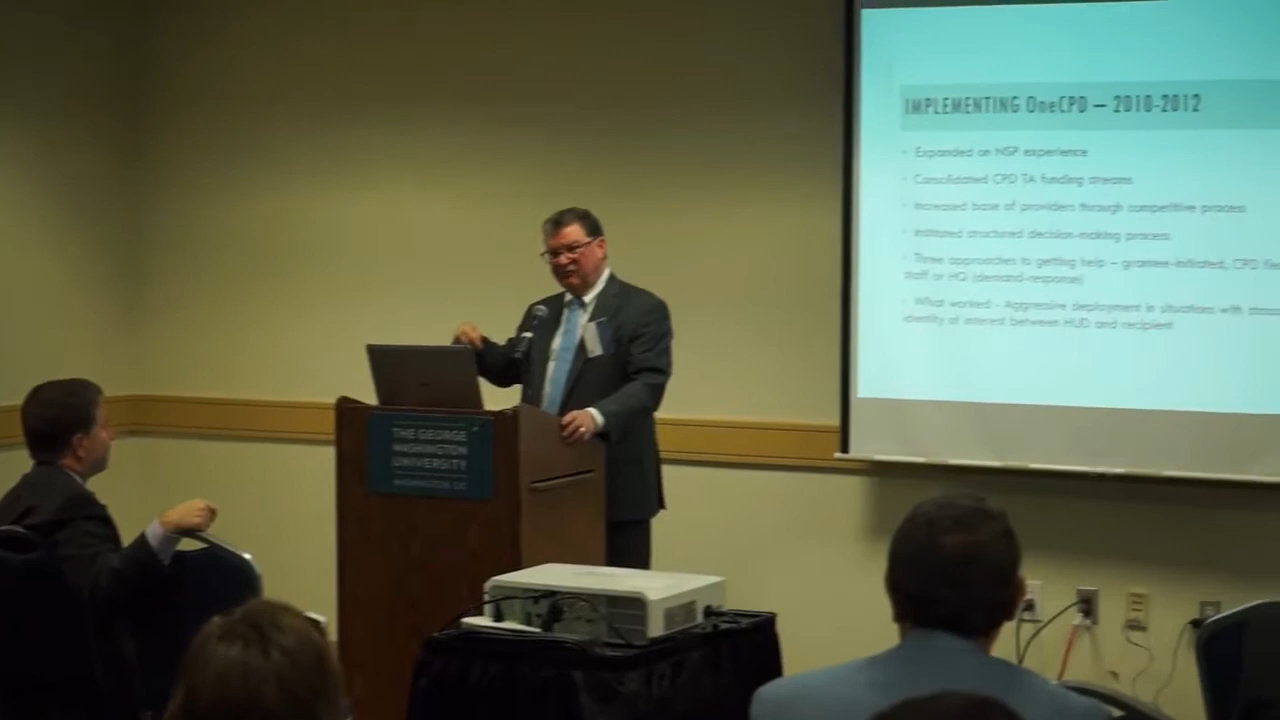 IMPLEMENTING OneCPD – 2010-2012
Expanded on NSP experience
Consolidated CPD TA funding streams
Increased base of providers through competitive process
Instituted structured decision-making process
Three approaches to getting help – grantee-initiated, CPD
staff or HQ (demand-response)
What worked - Aggressive deployment in situations with
identity of interest between HUD and recipient
THE GEORGE
WASHINGTON
UNIVERSITY
WASHINGTON, DC